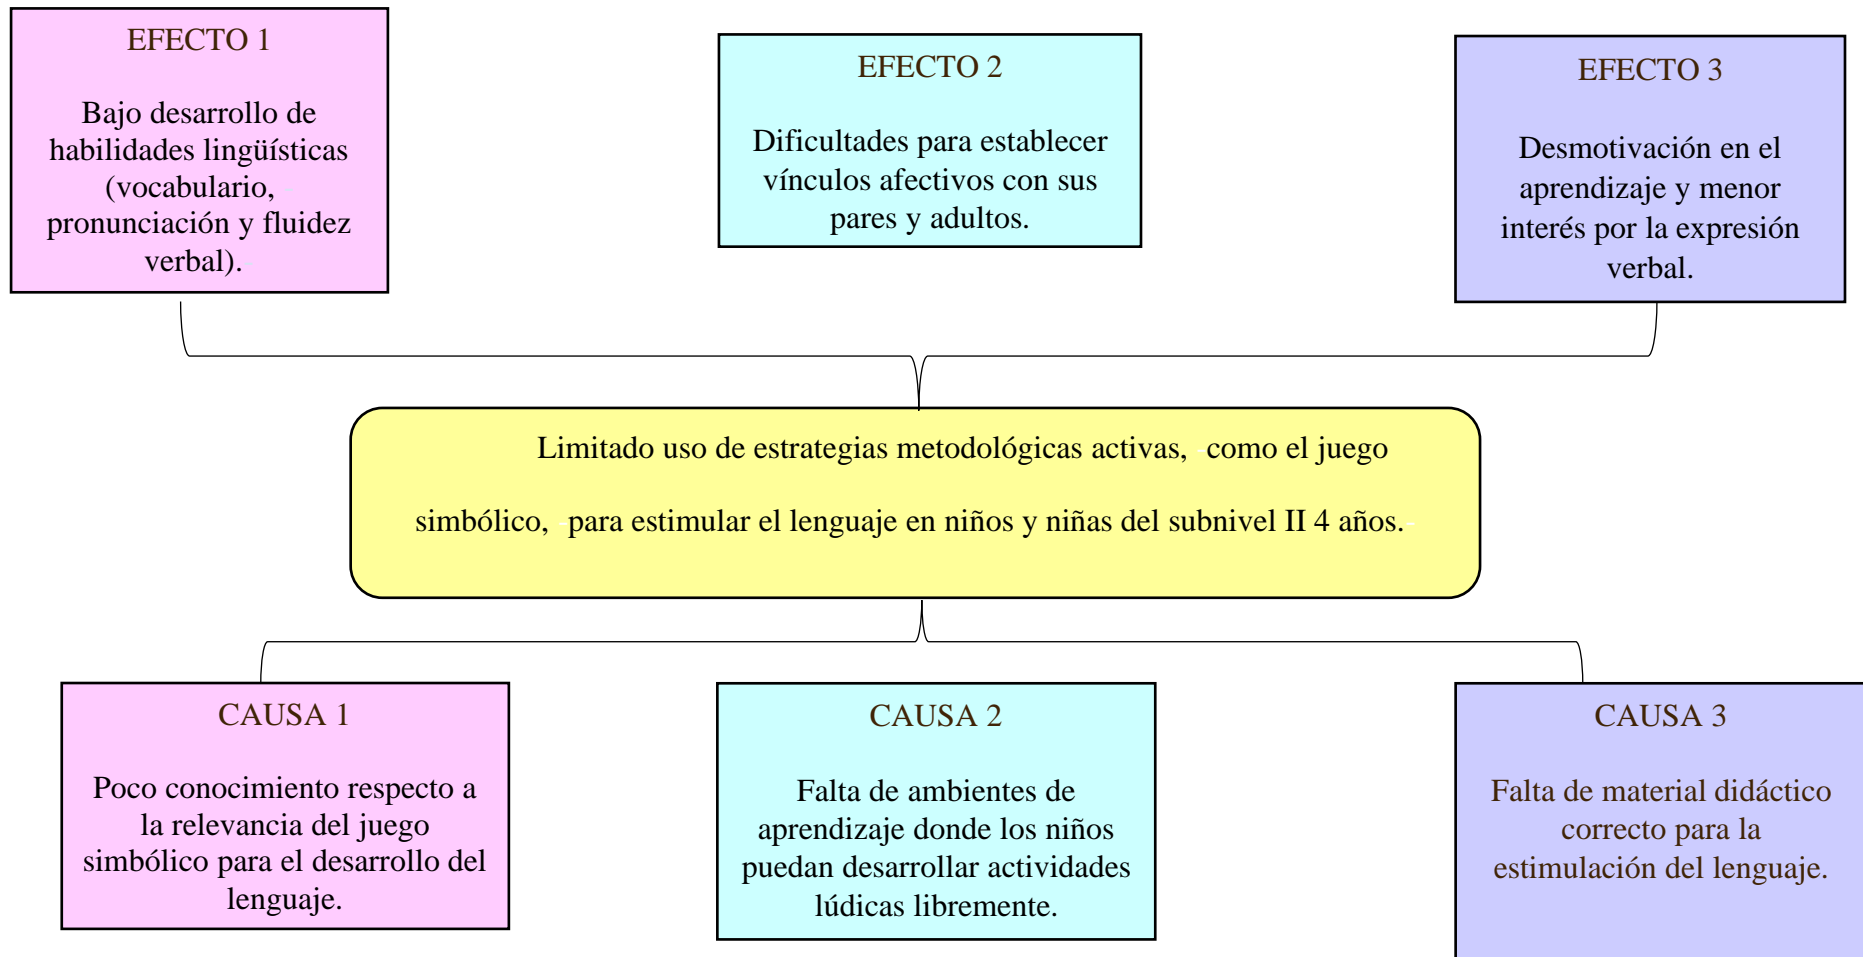 EFECTO 1
Bajo desarrollo de
habilidades lingüísticas
(vocabulario,
pronunciación y fluidez
verbal).
EFECTO 2
Dificultades para establecer
vínculos afectivos con sus
pares y adultos.
EFECTO 3
Desmotivación en el
aprendizaje y menor
interés por la expresión
verbal.
Limitado uso de estrategias metodológicas activas, como el juego
simbólico, para estimular el lenguaje en niños y niñas del subnivel II 4 años.
CAUSA 1
Poco conocimiento respecto a
la relevancia del juego
simbólico para el desarrollo del
lenguaje.
CAUSA 2
Falta de ambientes de
aprendizaje donde los niños
puedan desarrollar actividades
lúdicas libremente.
CAUSA 3
Falta de material didáctico
correcto para la
estimulación del lenguaje.